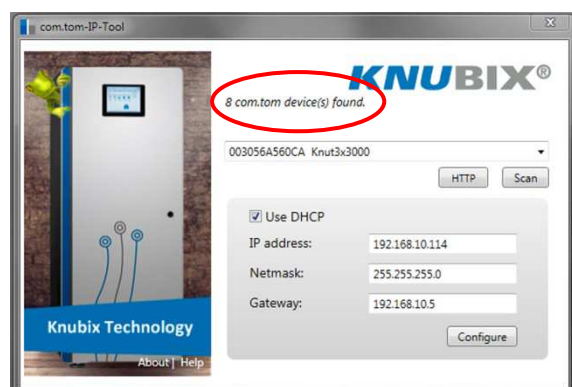 com.tom-IP-Tool
KNUBIX®
8 com.tom device(s) found.
003056A560CA Knut3x3000
HTTP Scan
Use DHCP
IP address: 192.168.10.114
Netmask: 255.255.255.0
Gateway: 192.168.10.5
Configure
Knubix Technology
About | Help